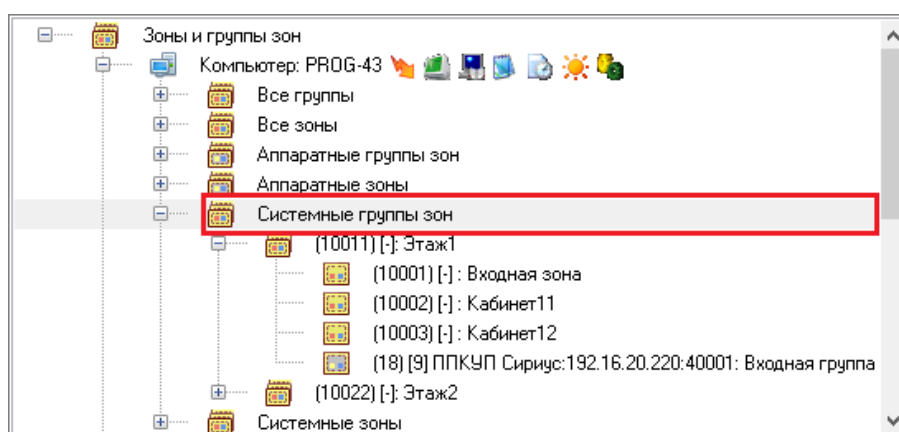 Зоны и группы зон
Компьютер: PROG-43
Все группы
Все зоны
Аппаратные группы зон
Аппаратные зоны
Системные группы зон
(10011) [-]: Этаж1
(10001) [-] : Входная зона
(10002) [-] : Кабинет11
(10003) [-] : Кабинет12
(18) [9] ППКУП Сириус:192.16.20.220:40001: Входная группа
(10022) [-]: Этаж2
Системные зоны